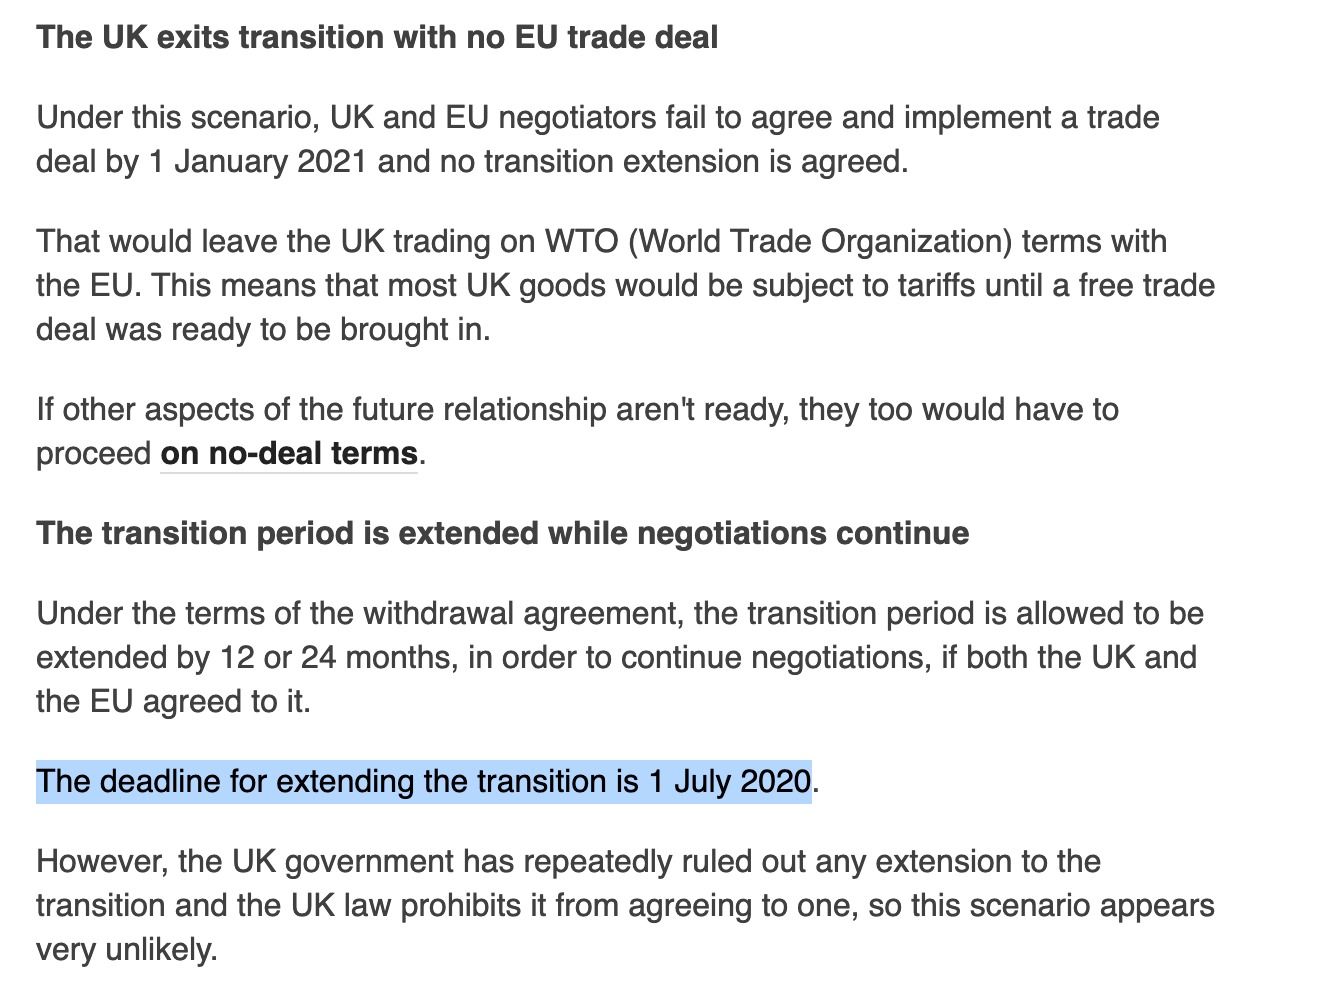 The UK exits transition with no EU trade deal
Under this scenario, UK and EU negotiators fail to agree and implement a trade
deal by 1 January 2021 and no transition extension is agreed.
That would leave the UK trading on WTO (World Trade Organization) terms with
the EU. This means that most UK goods would be subject to tariffs until a free trade
deal was ready to be brought in.
If other aspects of the future relationship aren't ready, they too would have to
proceed on no-deal terms.
The transition period is extended while negotiations continue
Under the terms of the withdrawal agreement, the transition period is allowed to be
extended by 12 or 24 months, in order to continue negotiations, if both the UK and
the EU agreed to it.
The deadline for extending the transition is 1 July 2020.
However, the UK government has repeatedly ruled out any extension to the
transition and the UK law prohibits it from agreeing to one, so this scenario appears
very unlikely.